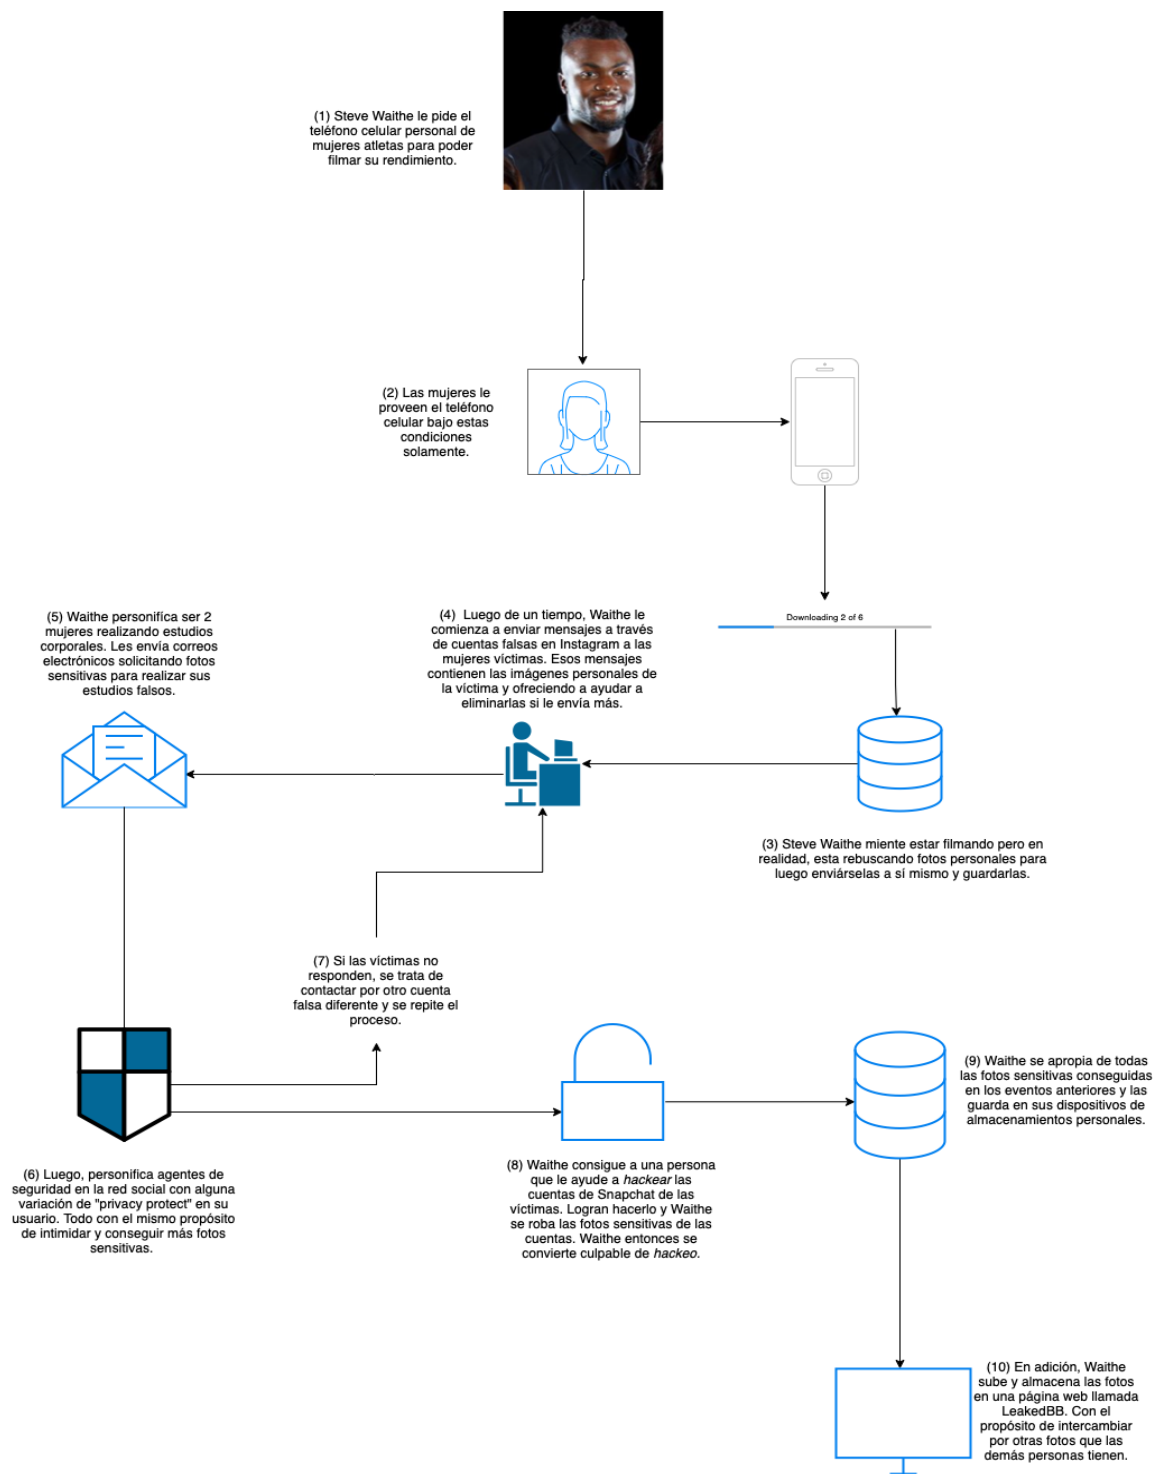 (1) Steve Waithe le pide el
teléfono celular personal de
mujeres atletas para poder
filmar su rendimiento.
(2) Las mujeres le
proveen el teléfono
celular bajo estas
condiciones
solamente.
Downloading 2 of 6
(3) Steve Waithe miente estar filmando pero en
realidad, esta rebuscando fotos personales para
luego enviárselas a sí mismo y guardarlas.
(4)  Luego de un tiempo, Waithe le
comienza a enviar mensajes a través
de cuentas falsas en Instagram a las
mujeres víctimas. Esos mensajes
contienen las imágenes personales de
la víctima y ofreciendo a ayudar a
eliminarlas si le envía más.
(5) Waithe personifíca ser 2
mujeres realizando estudios
corporales. Les envía correos
electrónicos solicitando fotos
sensitivas para realizar sus
estudios falsos.
(6) Luego, personifica agentes de
seguridad en la red social con alguna
variación de "privacy protect" en su
usuario. Todo con el mismo propósito
de intimidar y conseguir más fotos
sensitivas.
(7) Si las víctimas no
responden, se trata de
contactar por otro cuenta
falsa diferente y se repite el
proceso.
(8) Waithe consigue a una persona
que le ayude a hackear las
cuentas de Snapchat de las
víctimas. Logran hacerlo y Waithe
se roba las fotos sensitivas de las
cuentas. Waithe entonces se
convierte culpable de hackeo.
(9) Waithe se apropia de todas
las fotos sensitivas conseguidas
en los eventos anteriores y las
guarda en sus dispositivos de
almacenamientos personales.
(10) En adición, Waithe
sube y almacena las fotos
en una página web llamada
LeakedBB. Con el
propósito de intercambiar
por otras fotos que las
demás personas tienen.